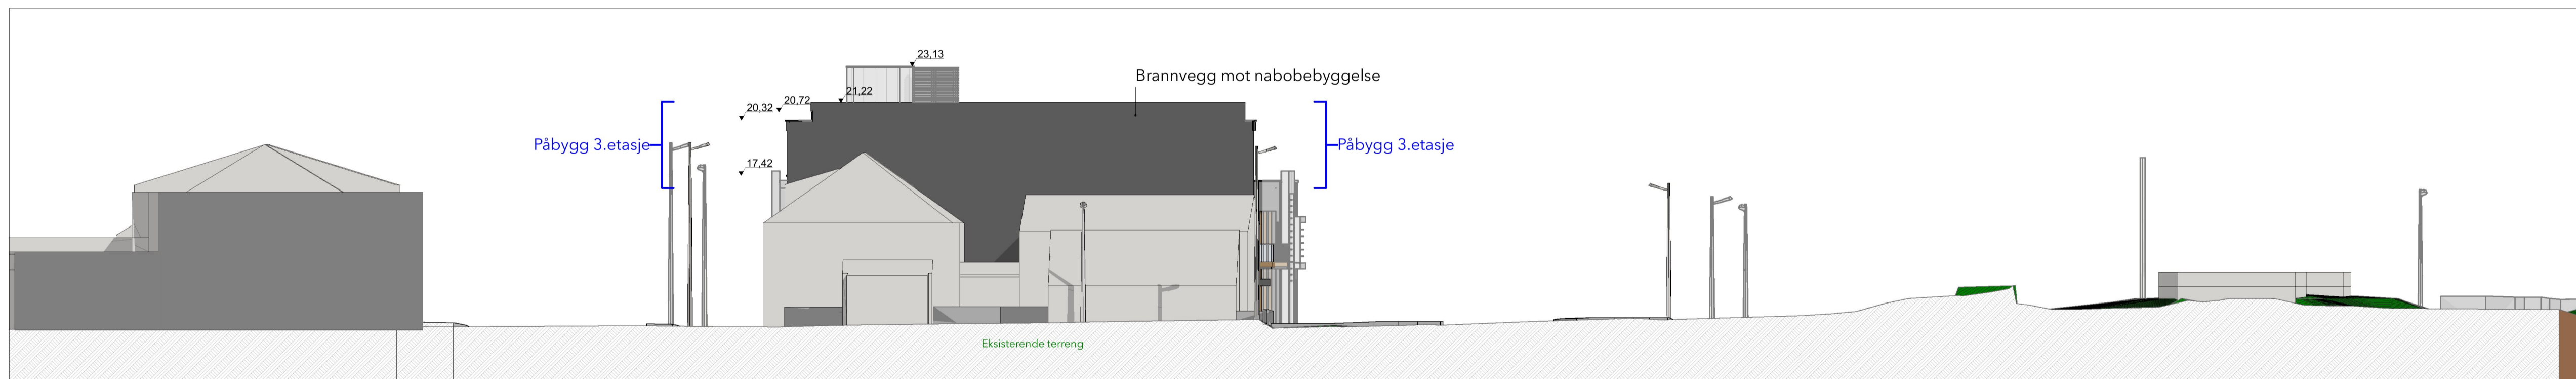 23,13
Brannvegg mot nabobebyggelse
21,22
20,72
20,32
Påbygg 3.etasje
Påbygg 3.etasje
17,42
Eksisterende terreng